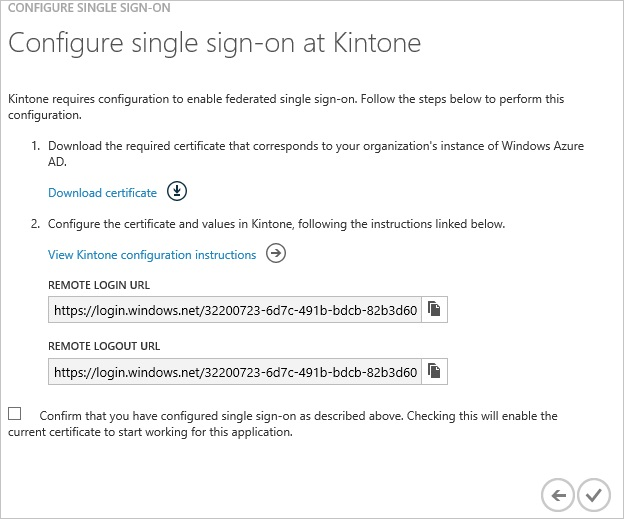 CONFIGURE SINGLE SIGN-ON
Configure single sign-on at Kintone
Kintone requires configuration to enable federated single sign-on. Follow the steps below to perform this
configuration.
1. Download the required certificate that corresponds to your organization's instance of Windows Azure
AD.
Download certificate
2. Configure the certificate and values in Kintone, following the instructions linked below.
View Kintone configuration instructions
REMOTE LOGIN URL
https://login.windows.net/32200723-6d7c-491b-bdcb-82b3d60
REMOTE LOGOUT URL
https://login.windows.net/32200723-6d7c-491b-bdcb-82b3d60
Confirm that you have configured single sign-on as described above. Checking this will enable the
current certificate to start working for this application.